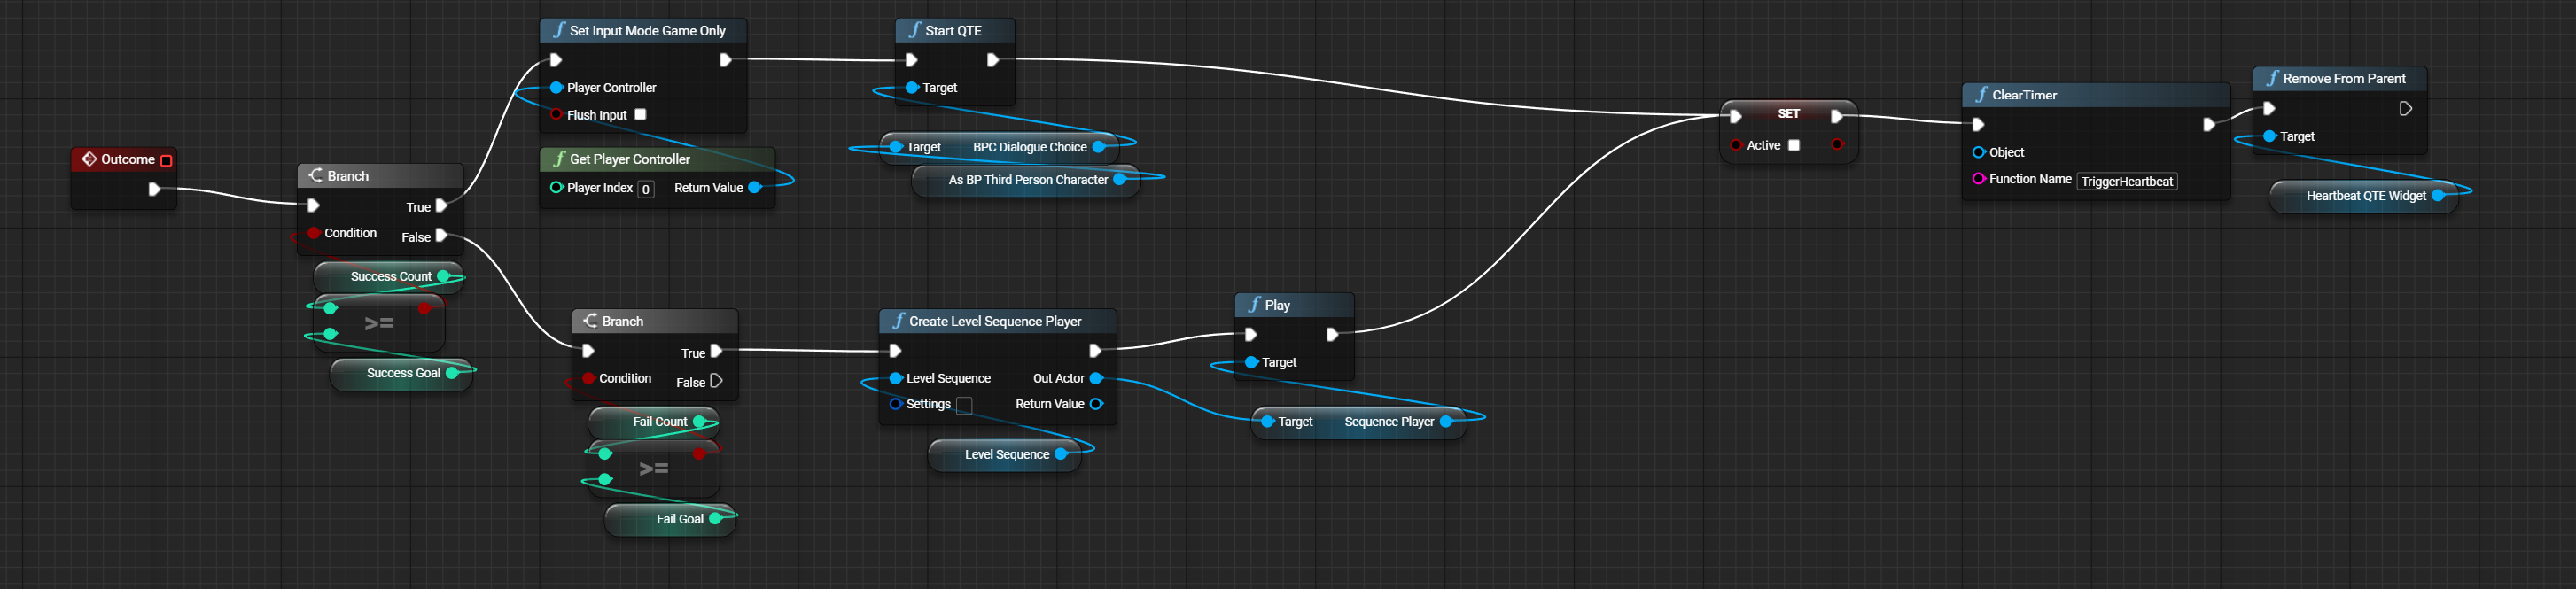 Outcome
Branch
True
Condition
False
Success Count
>=
Success Goal
Set Input Mode Game Only
Player Controller
Flush Input
Get Player Controller
Player Index 0 Return Value
Start QTE
Target
Target BPC Dialogue Choice
As BP Third Person Character
Branch
True
Condition
False
Fail Count
>=
Fail Goal
Create Level Sequence Player
Level Sequence Out Actor
Settings Return Value
Level Sequence
Play
Target
Target Sequence Player
SET
Active
ClearTimer
Object
Function Name TriggerHeartbeat
Remove From Parent
Target
Heartbeat QTE Widget